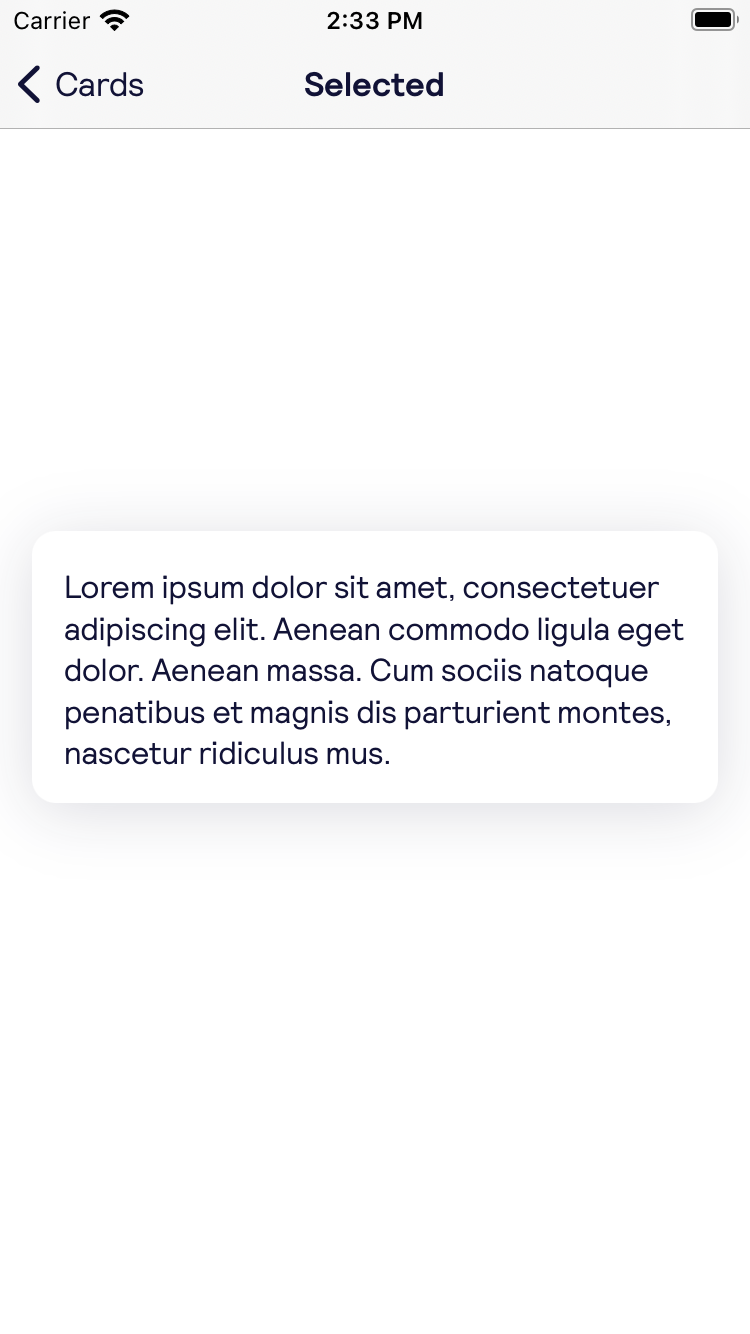 Carrier 2:33 PM
Cards Selected
Lorem ipsum dolor sit amet, consectetuer
adipiscing elit. Aenean commodo ligula eget
dolor. Aenean massa. Cum sociis natoque
penatibus et magnis dis parturient montes,
nascetur ridiculus mus.